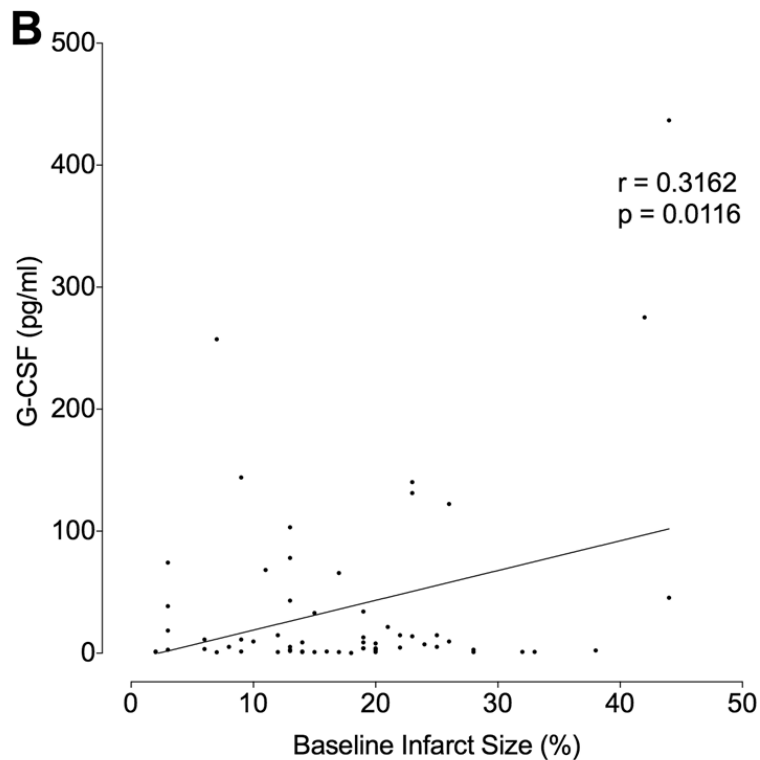 B
500
400
r = 0.3162
p = 0.0116
300
G-CSF (pg/ml)
200
100
0
0 10 20 30 40 50
Baseline Infarct Size (%)